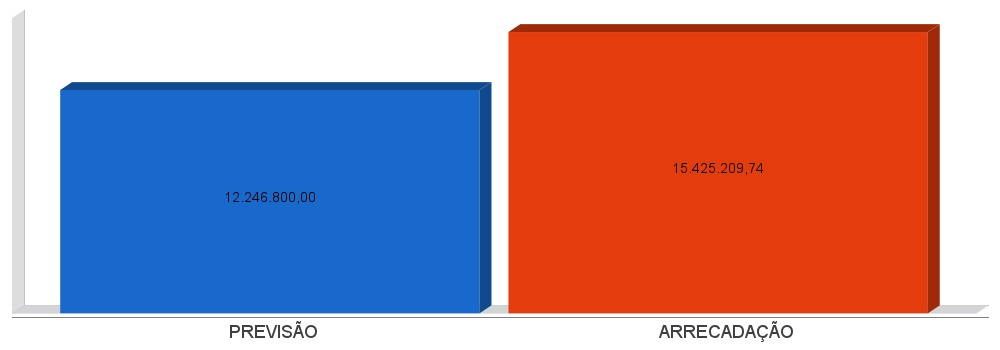 15.425.209,74
12.246.800,00
PREVISÃO
ARRECADAÇÃO